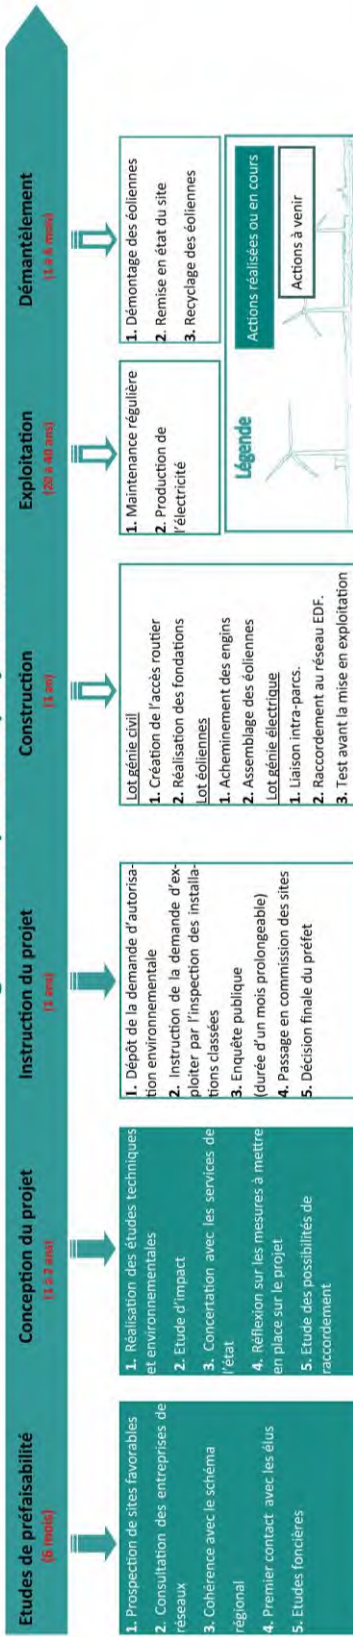 Etudes de préfaisabilité
(6 mois)
1. Prospection de sites favorables
2. Consultation des entreprises de
réseaux
3. Cohérence avec le schéma
régional
4. Premier contact avec les élus
5. Etudes foncières
Conception du projet
(1 à 2 ans)
1. Réalisation des études techniques
et environnementales
2. Etude d'impact
3. Concertation avec les services de
l'état
4. Réflexion sur les mesures à mettre
en place sur le projet
5. Etude des possibilités de
raccordement
Instruction du projet
(1 ans)
1. Dépôt de la demande d'autorisa-
tion environnementale
2. Instruction de la demande d'ex-
ploiter par l'inspection des installa-
tions classées
3. Enquête publique
(durée d'un mois prolongeable)
4. Passage en commission des sites
5. Décision finale du préfet
Construction
(1 an)
Lot génie civil
1. Création de l'accès routier
2. Réalisation des fondations
Lot éoliennes
1. Acheminement des engins
2. Assemblage des éoliennes
Lot génie électrique
1. Liaison intra-parcs.
2. Raccordement au réseau EDF.
3. Test avant la mise en exploitation
Exploitation
(20 à 40 ans)
1. Maintenance régulière
2. Production de
l'électricité
Démantèlement
(1 à 6 mois)
1. Démontage des éoliennes
2. Remise en état du site
3. Recyclage des éoliennes
Légende
Actions réalisées ou en cours
Actions à venir